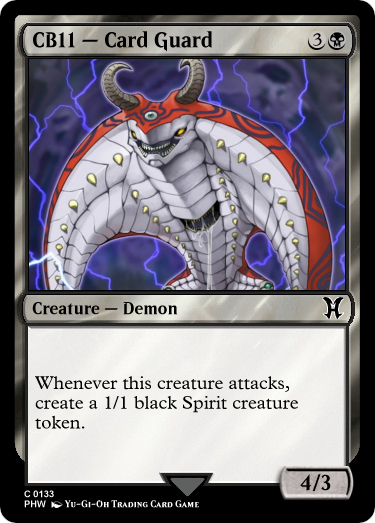 CB11 — Card Guard 3
Creature — Demon
Whenever this creature attacks,
create a 1/1 black Spirit creature
token.
4/3
C 0133
PHW Yu-Gi-Oh Trading Card Game